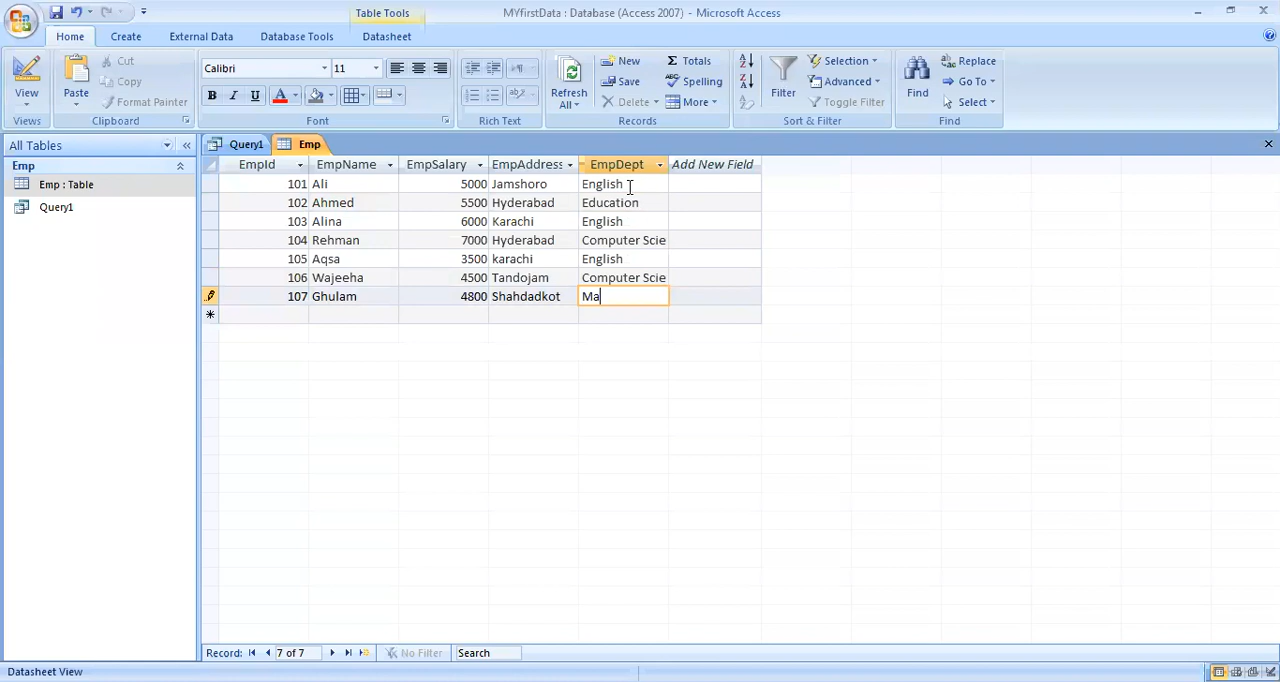 Table Tools
MYfirstData : Database (Access 2007) - Microsoft Access
Home Create External Data Database Tools Datasheet
View
Views
Paste
Cut
Copy
Format Painter
Clipboard
Calibri 11
B I U A
Font
Rich Text
Refresh All
New
Save
Delete
Totals
Spelling
More
Records
Filter
Selection
Advanced
Toggle Filter
Sort & Filter
Find
Replace
Go To
Select
Find
All Tables
Emp
Emp : Table
Query1
Query1 Emp
EmpId EmpName EmpSalary EmpAddress EmpDept Add New Field
101 Ali 5000 Jamshoro English
102 Ahmed 5500 Hyderabad Education
103 Alina 6000 Karachi English
104 Rehman 7000 Hyderabad Computer Scie
105 Aqsa 3500 karachi English
106 Wajeeha 4500 Tandojam Computer Scie
107 Ghulam 4800 Shahdadkot Ma
Record: 7 of 7 No Filter Search
Datasheet View